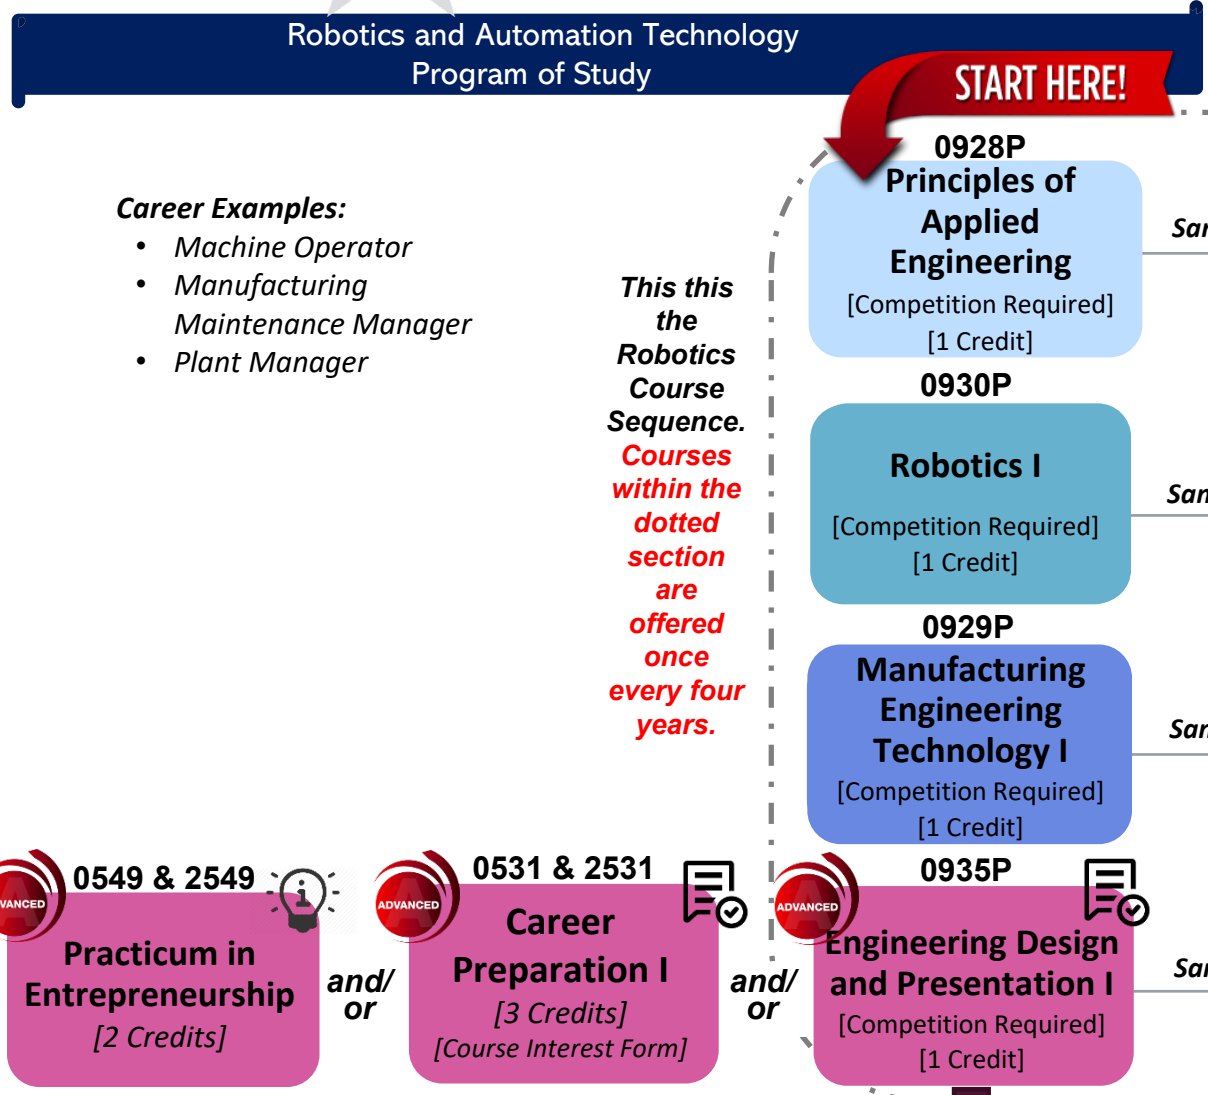 Robotics and Automation Technology
Program of Study
START HERE!
Career Examples:
• Machine Operator
• Manufacturing
Maintenance Manager
• Plant Manager
This this
the
Robotics
Course
Sequence.
Courses
within the
dotted
section
are
offered
once
every four
years.
0928P
Principles of
Applied
Engineering
[Competition Required]
[1 Credit]
0930P
Robotics I
[Competition Required]
[1 Credit]
0929P
Manufacturing
Engineering
Technology I
[Competition Required]
[1 Credit]
0549 & 2549
Practicum in
Entrepreneurship
[2 Credits]
and/
or
0531 & 2531
ADVANCED
Career
Preparation I
[3 Credits]
[Course Interest Form]
and/
or
0935P
ADVANCED
Engineering Design
and Presentation I
[Competition Required]
[1 Credit]